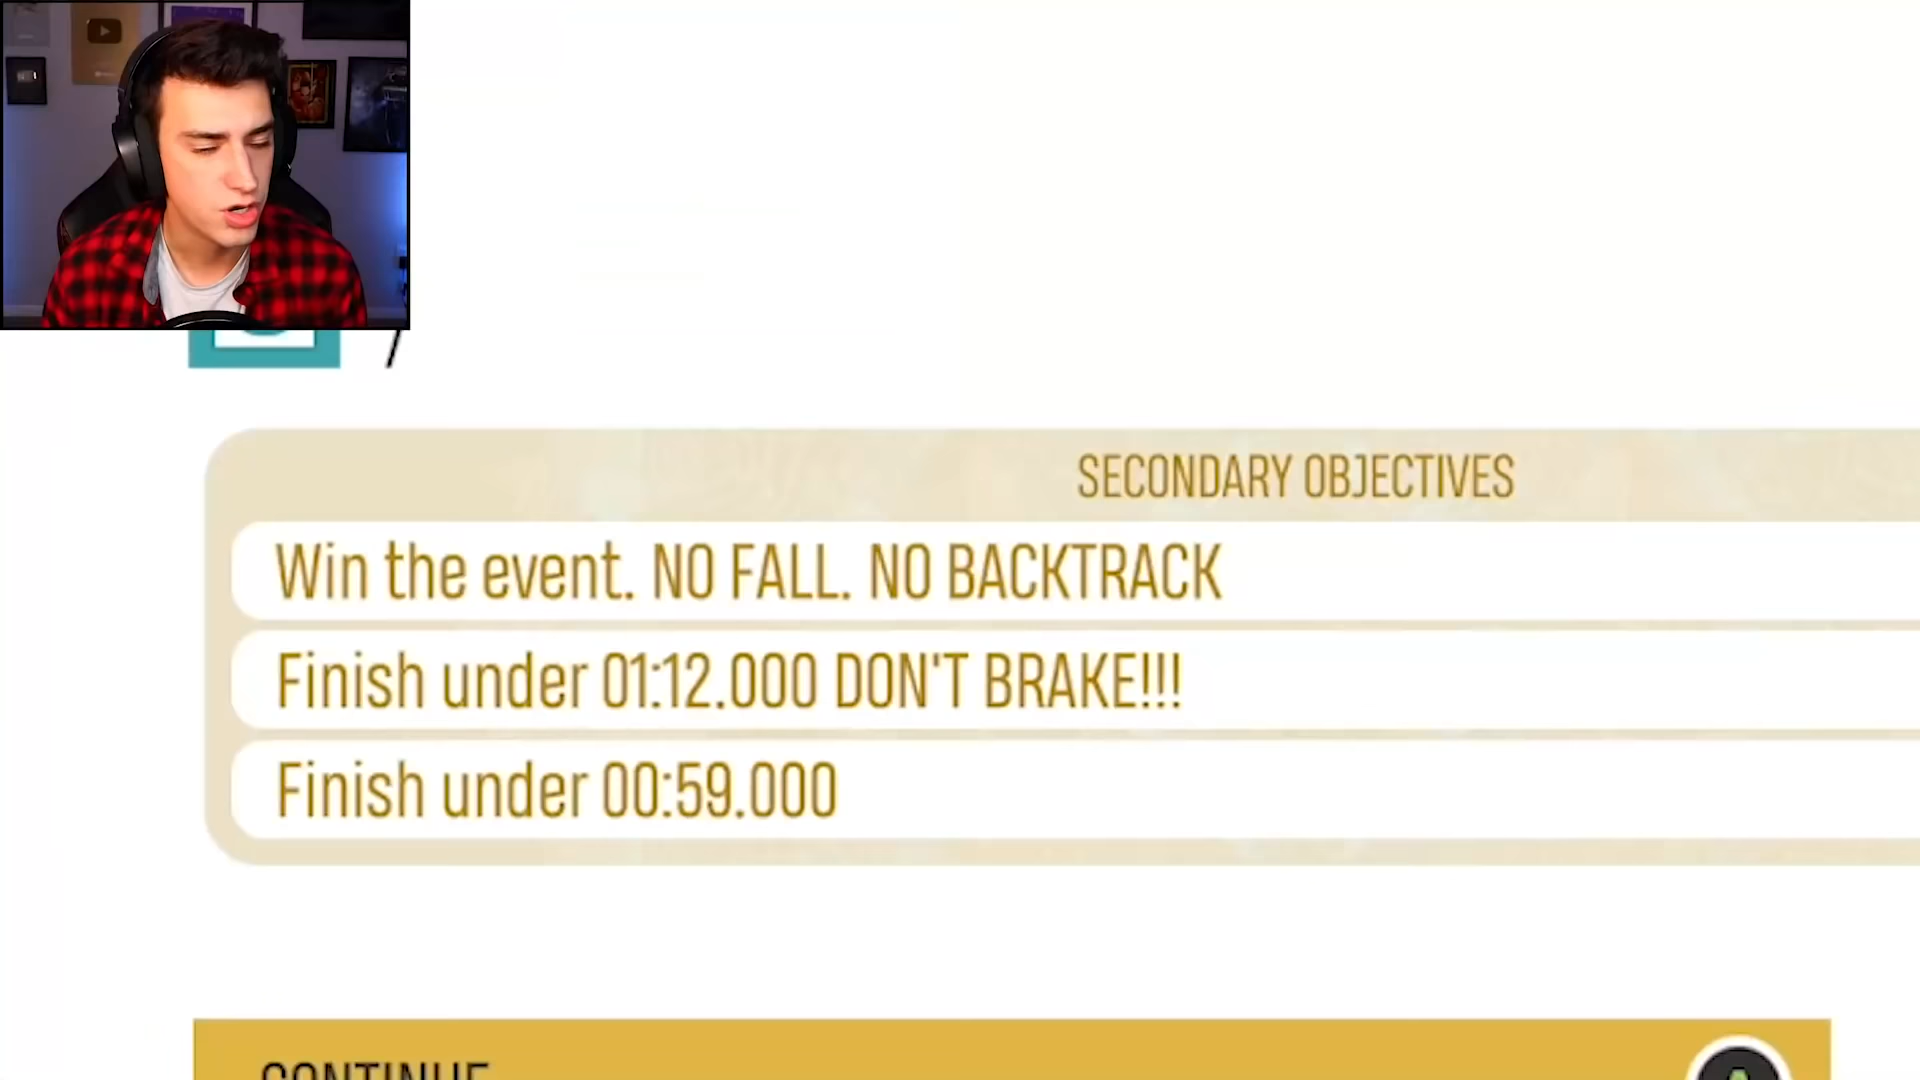 SECONDARY OBJECTIVES
Win the event. NO FALL. NO BACKTRACK
Finish under 01:12.000 DON'T BRAKE!!!
Finish under 00:59.000
CONTINUE